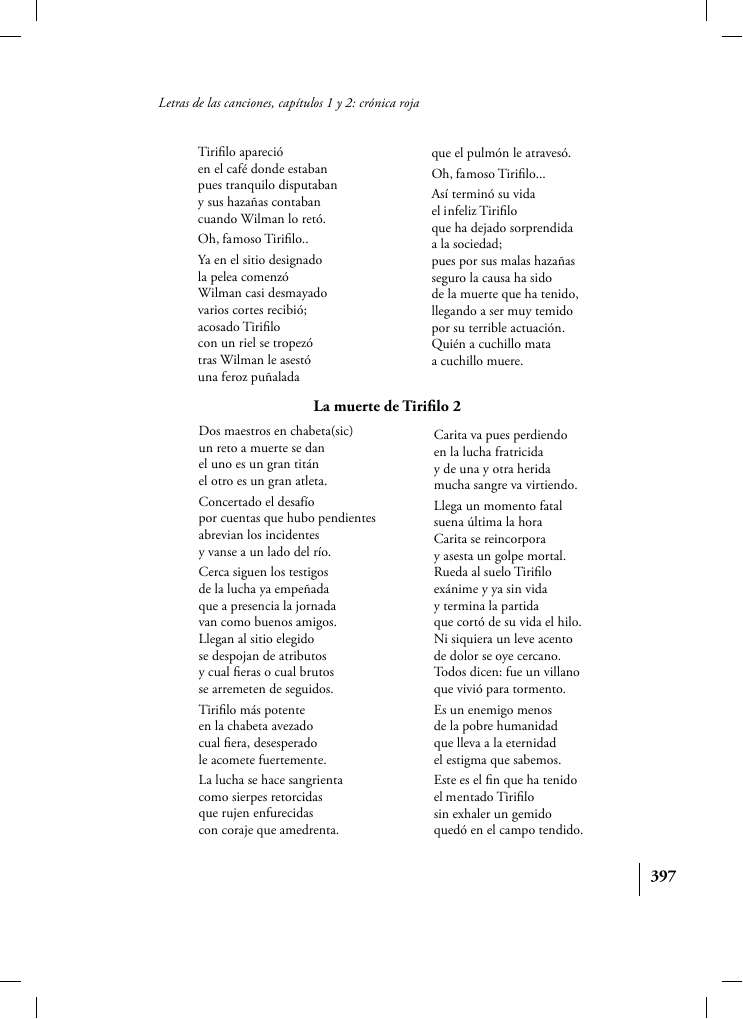 Letras de las canciones, capítulos 1 y 2: crónica roja
Tirifilo apareció
en el café donde estaban
pues tranquilo disputaban
y sus hazañas contaban
cuando Wilman lo retó.
Oh, famoso Tirifilo..
Ya en el sitio designado
la pelea comenzó
Wilman casi desmayado
varios cortes recibió;
acosado Tirifilo
con un riel se tropezó
tras Wilman le asestó
una feroz puñalada
que el pulmón le atravesó.
Oh, famoso Tirifilo...
Así terminó su vida
el infeliz Tirifilo
que ha dejado sorprendida
a la sociedad;
pues por sus malas hazañas
seguro la causa ha sido
de la muerte que ha tenido,
llegando a ser muy temido
por su terrible actuación.
Quién a cuchillo mata
a cuchillo muere.
La muerte de Tirifilo 2
Dos maestros en chabeta(sic)
un reto a muerte se dan
el uno es un gran titán
el otro es un gran atleta.
Concertado el desafío
por cuentas que hubo pendientes
abrevian los incidentes
y vanse a un lado del río.
Cerca siguen los testigos
de la lucha ya empeñada
que a presencia la jornada
van como buenos amigos.
Llegan al sitio elegido
se despojan de atributos
y cual fieras o cual brutos
se arremeten de seguidos.
Tirifilo más potente
en la chabeta avezado
cual fiera, desesperado
le acomete fuertemente.
La lucha se hace sangrienta
como sierpes retorcidas
que rujen enfurecidas
con coraje que amedrenta.
Carita va pues perdiendo
en la lucha fratricida
y de una y otra herida
mucha sangre va virtiendo.
Llega un momento fatal
suena última la hora
Carita se reincorpora
y asesta un golpe mortal.
Rueda al suelo Tirifilo
exánime y ya sin vida
y termina la partida
que cortó de su vida el hilo.
Ni siquiera un leve acento
de dolor se oye cercano.
Todos dicen: fue un villano
que vivió para tormento.
Es un enemigo menos
de la pobre humanidad
que lleva a la eternidad
el estigma que sabemos.
Este es el fin que ha tenido
el mentado Tirifilo
sin exhaler un gemido
quedó en el campo tendido.
397